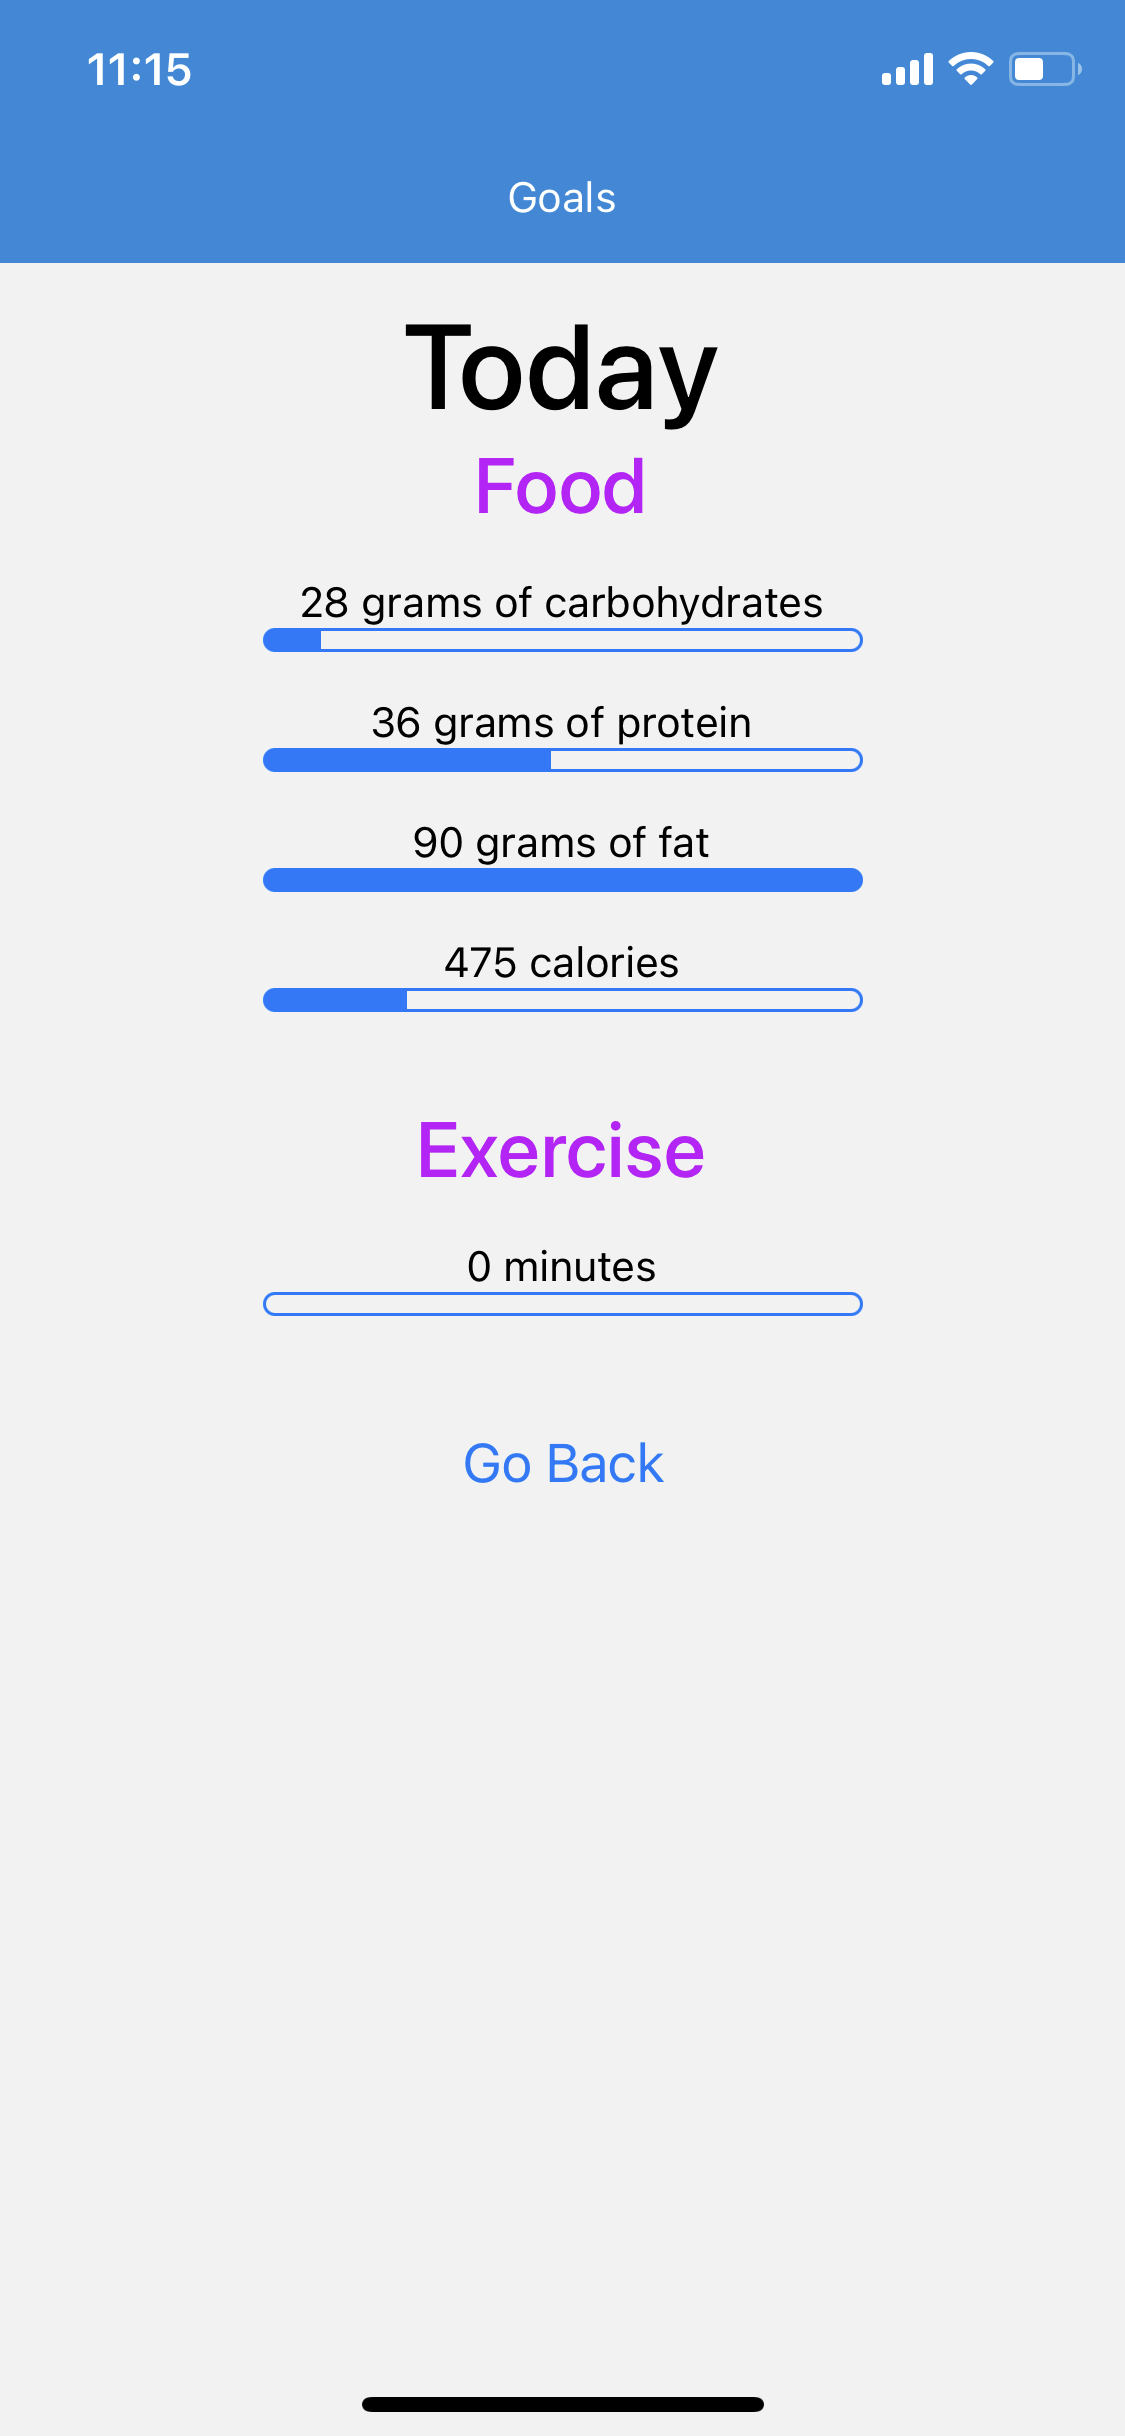 11:15
Goals
Today
Food
28 grams of carbohydrates
36 grams of protein
90 grams of fat
475 calories
Exercise
0 minutes
Go Back